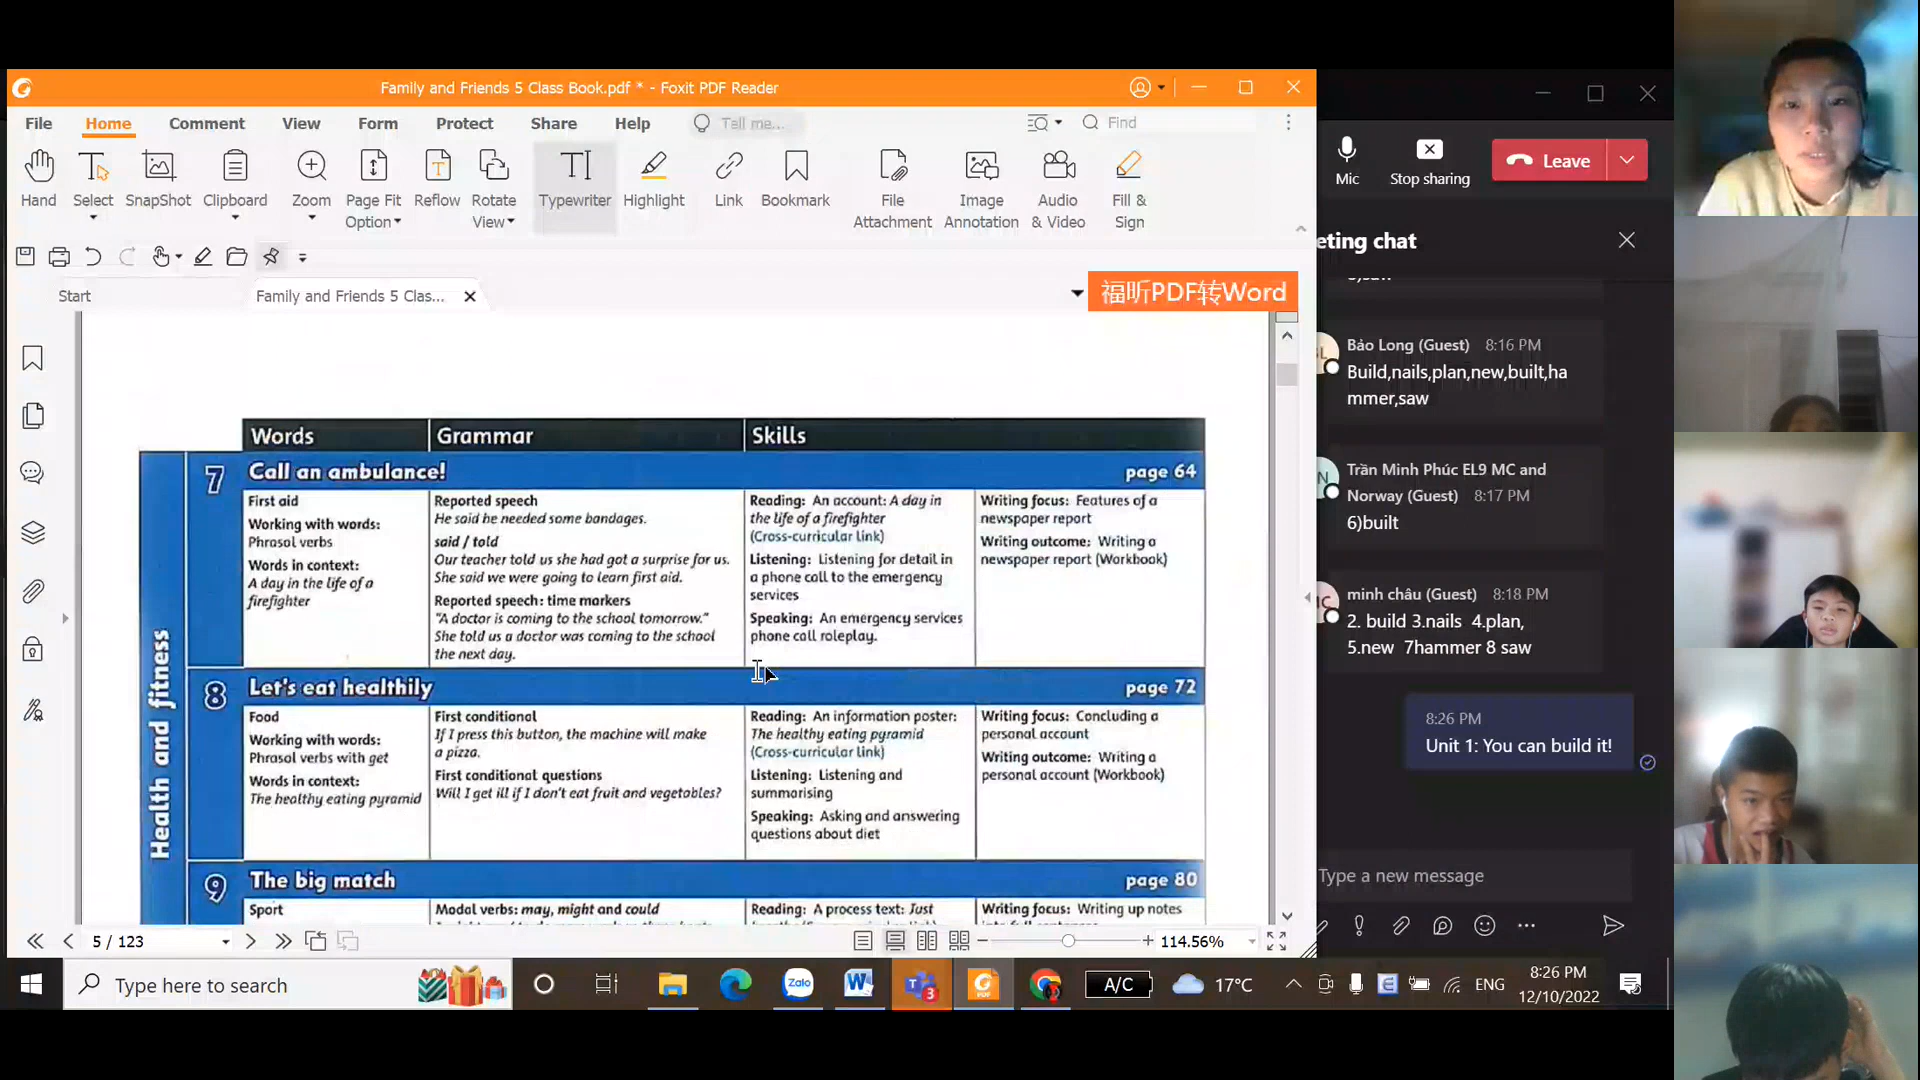 Family and Friends 5 Class Book.pdf * - Foxit PDF Reader
File Home Comment View Form Protect Share Help Tell me... Find
Hand Select SnapShot Clipboard Zoom Page Fit Option Reflow Rotate View Typewriter Highlight Link Bookmark File Attachment Image Annotation Audio & Video Fill & Sign
Start Family and Friends 5 Clas... 福昕PDF转Word
Words Grammar Skills
Health and fitness
7 Call an ambulance! page 64
First aid
Working with words:
Phrasal verbs
Words in context:
A day in the life of a
firefighter
Reported speech
He said he needed some bandages.
said / told
Our teacher told us she had got a surprise for us.
She said we were going to learn first aid.
Reported speech: time markers
"A doctor is coming to the school tomorrow."
She told us a doctor was coming to the school
the next day.
Reading: An account: A day in
the life of a firefighter
(Cross-curricular link)
Listening: Listening for detail in
a phone call to the emergency
services
Speaking: An emergency services
phone call roleplay.
Writing focus: Features of a
newspaper report
Writing outcome: Writing a
newspaper report (Workbook)
8 Let's eat healthily page 72
Food
Working with words:
Phrasal verbs with get
Words in context:
The healthy eating pyramid
First conditional
If I press this button, the machine will make
a pizza.
First conditional questions
Will I get ill if I don't eat fruit and vegetables?
Reading: An information poster:
The healthy eating pyramid
(Cross-curricular link)
Listening: Listening and
summarising
Speaking: Asking and answering
questions about diet
Writing focus: Concluding a
personal account
Writing outcome: Writing a
personal account (Workbook)
9 The big match page 80
Sport
Modal verbs: may, might and could
Reading: A process text: Just
Writing focus: Writing up notes
5 / 123 114.56%
Mic Stop sharing Leave
eting chat
Bảo Long (Guest) 8:16 PM
Build,nails,plan,new,built,ha
mmer,saw
Trần Minh Phúc EL9 MC and
Norway (Guest) 8:17 PM
6)built
minh châu (Guest) 8:18 PM
2. build 3.nails 4.plan,
5.new 7hammer 8 saw
8:26 PM
Unit 1: You can build it!
Type a new message
Type here to search Zalo A/C 17°C ENG 8:26 PM
12/10/2022